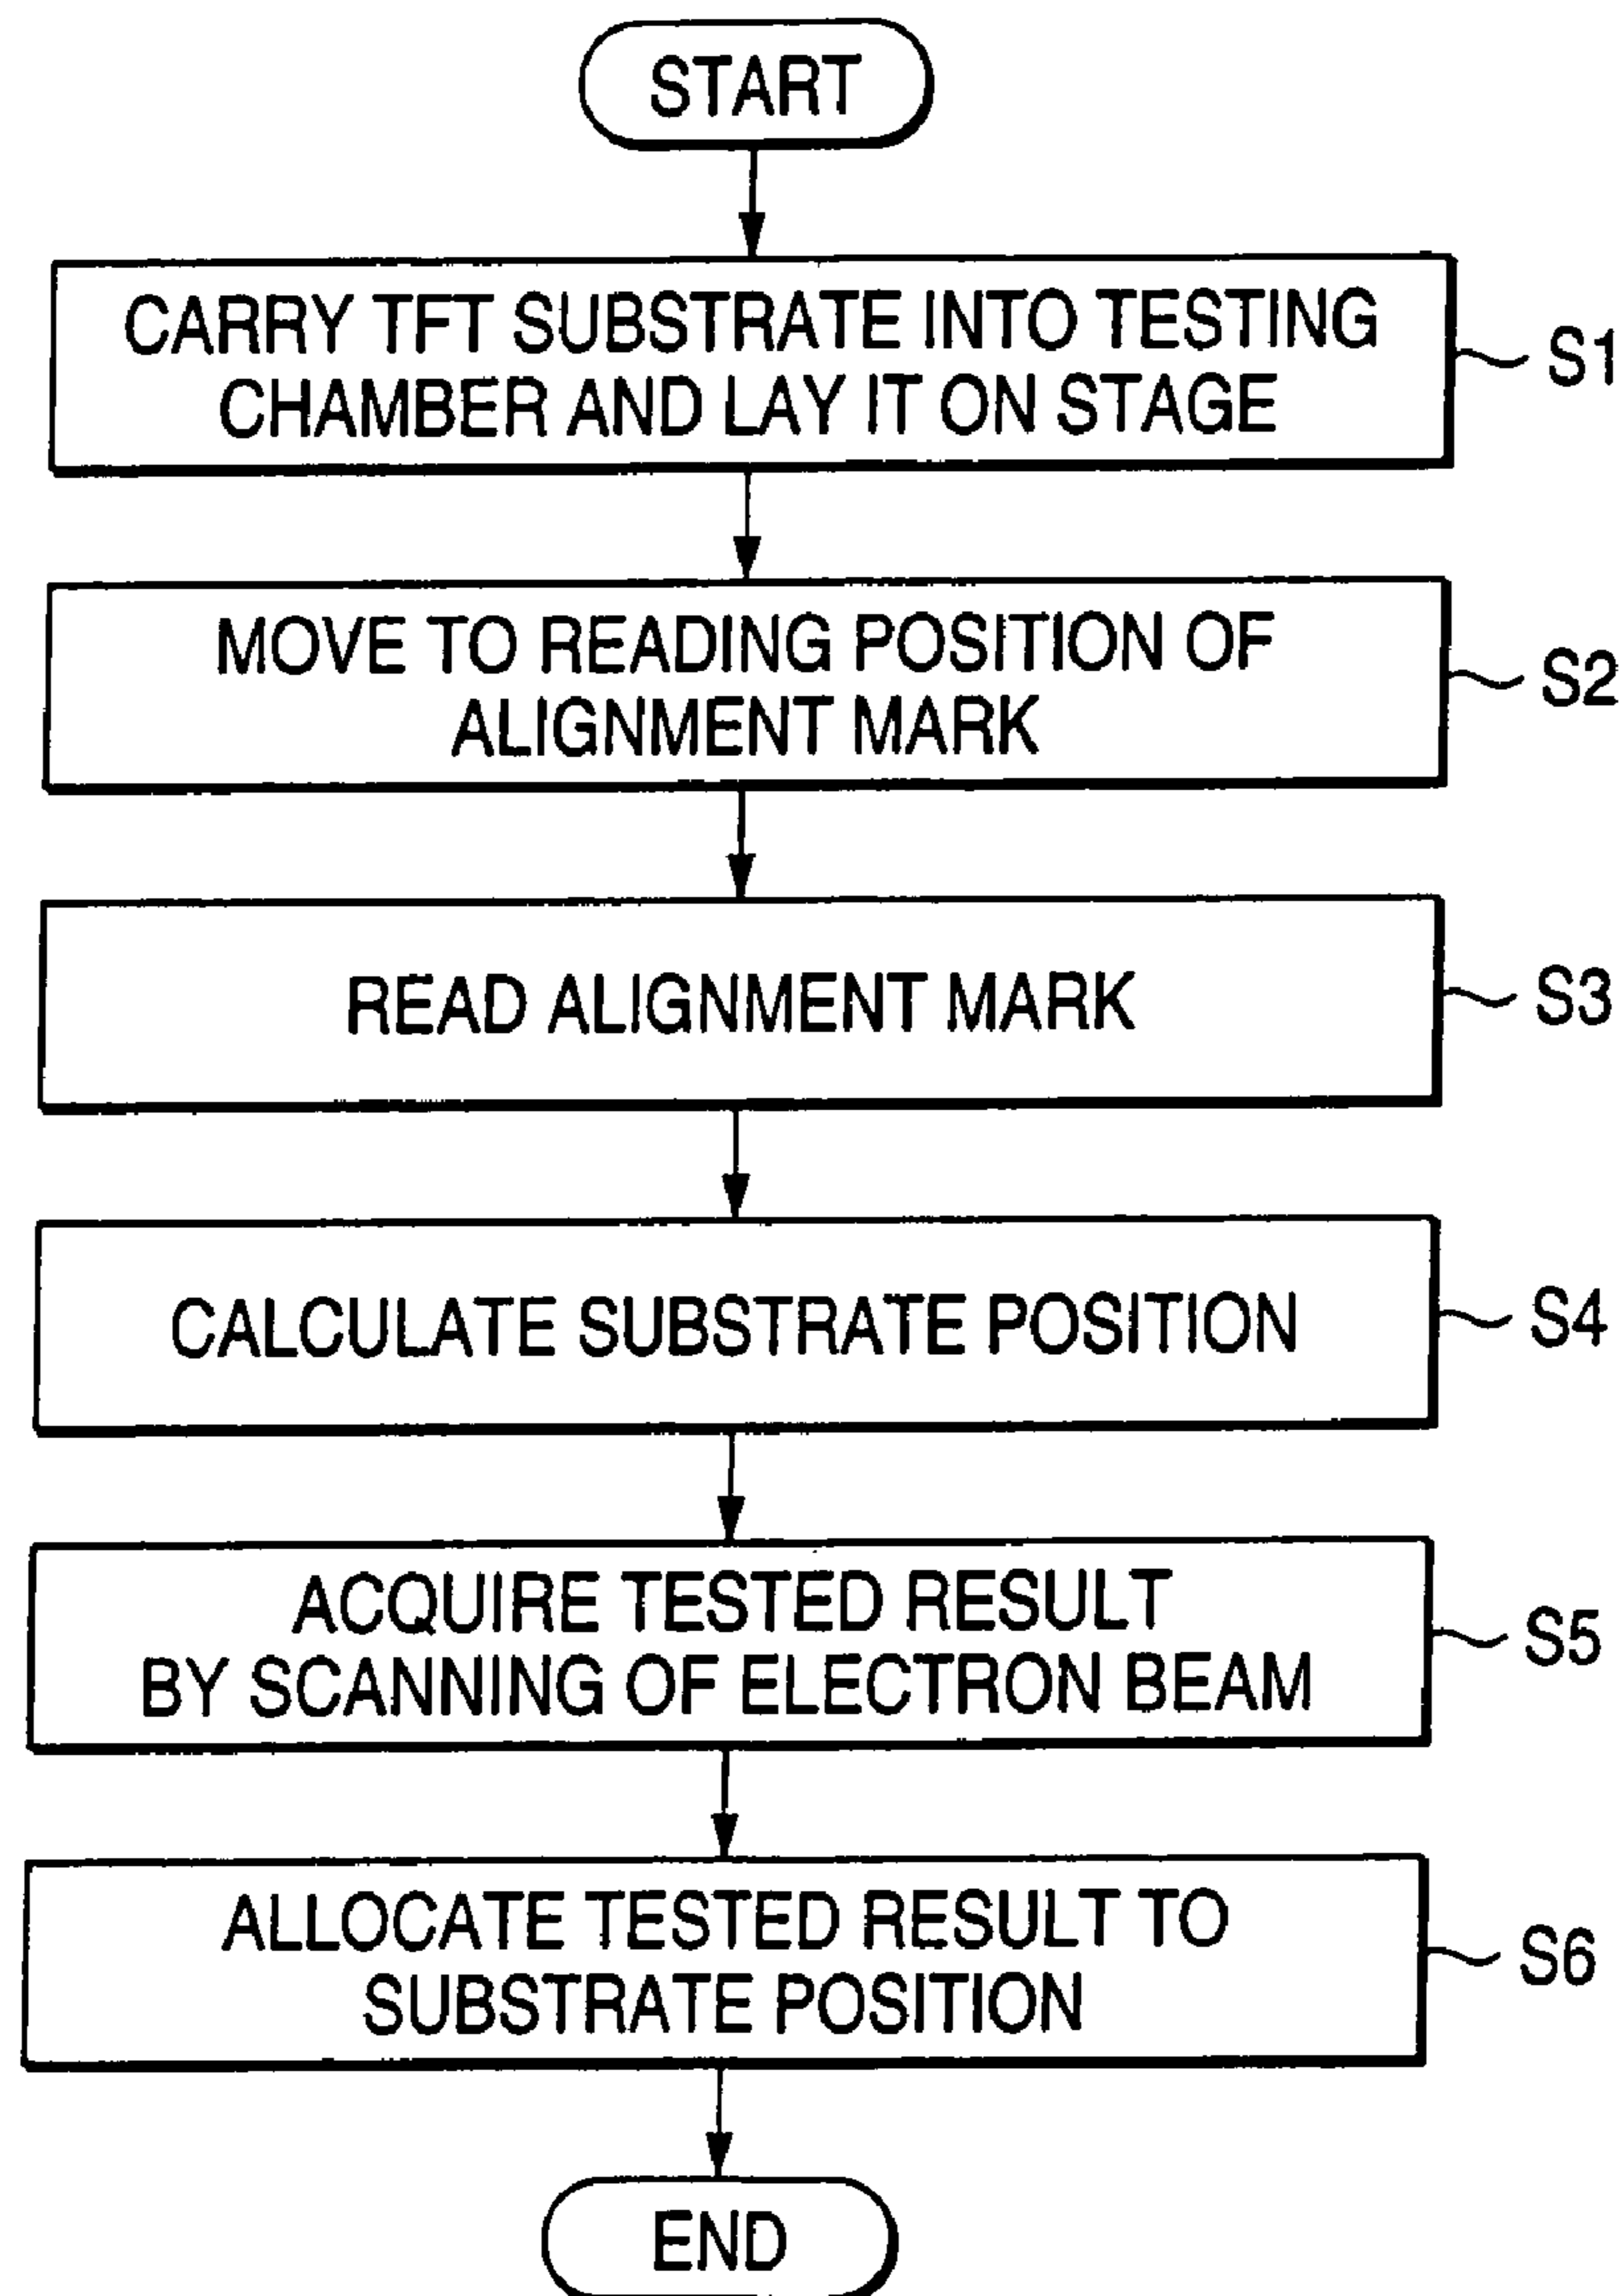 START
CARRY TFT SUBSTRATE INTO TESTING
CHAMBER AND LAY IT ON STAGE
S1
MOVE TO READING POSITION OF
ALIGNMENT MARK
S2
READ ALIGNMENT MARK
S3
CALCULATE SUBSTRATE POSITION
S4
ACQUIRE TESTED RESULT
BY SCANNING OF ELECTRON BEAM
S5
ALLOCATE TESTED RESULT TO
SUBSTRATE POSITION
S6
END